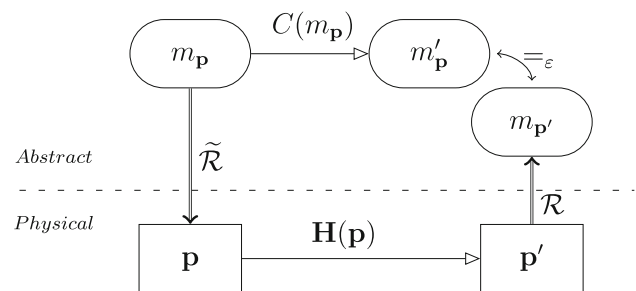 C(m_𝐩)
m_𝐩
m′_𝐩
=_ε
m_𝐩′
Abstract
ℛ̃
ℛ
Physical
𝐇(𝐩)
𝐩
𝐩′